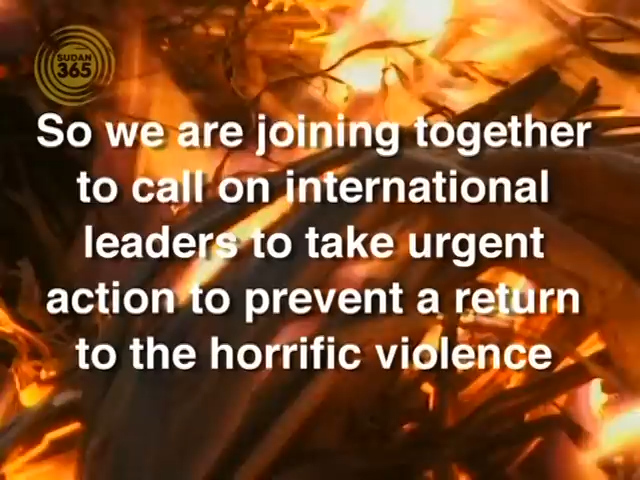 SUDAN
365
So we are joining together
to call on international
leaders to take urgent
action to prevent a return
to the horrific violence